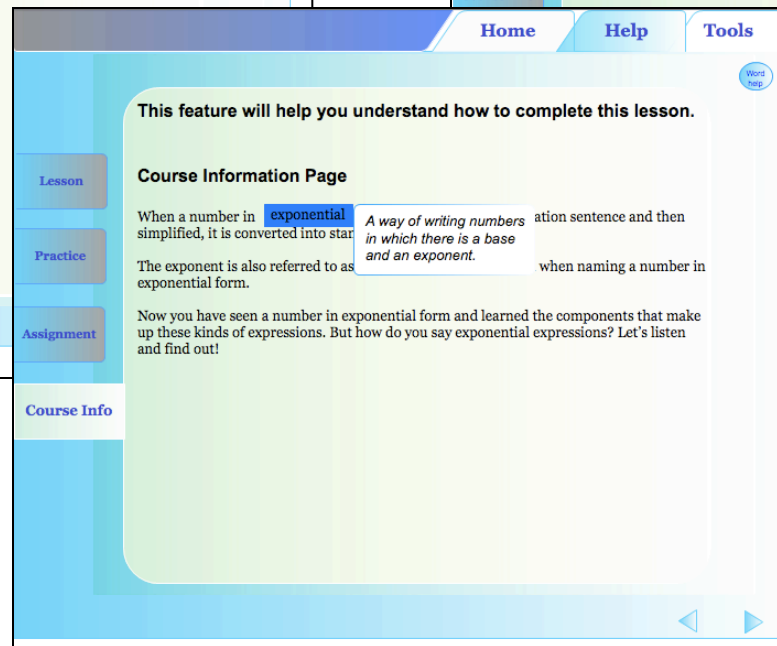 Home Help Tools
Word
help
This feature will help you understand how to complete this lesson.
Lesson
Course Information Page
When a number in exponential ation sentence and then
A way of writing numbers
in which there is a base
and an exponent.
simplified, it is converted into
Practice
The exponent is also referred to as when naming a number in
exponential form.
Now you have seen a number in exponential form and learned the components that make
up these kinds of expressions. But how do you say exponential expressions? Let's listen
and find out!
Assignment
Course Info